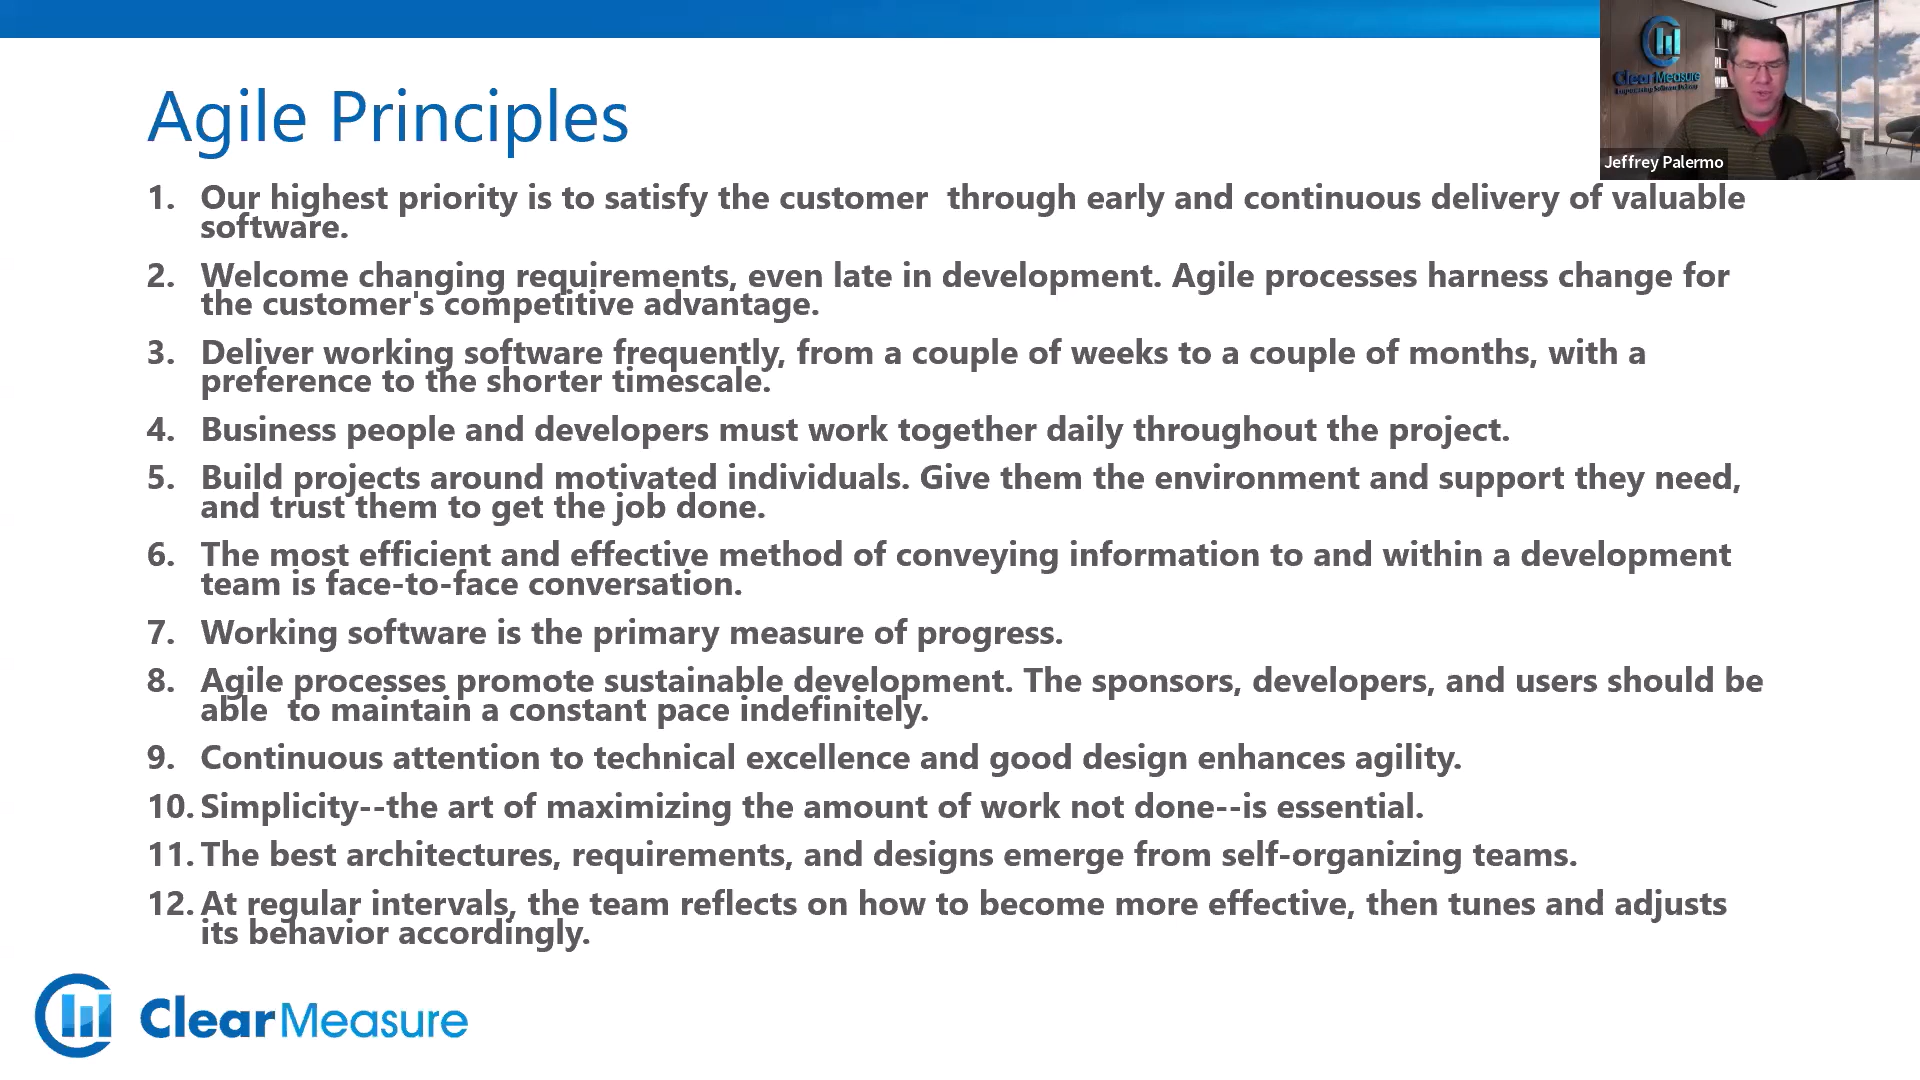 Agile Principles
ClearMeasure
Jeffrey Palermo
1. Our highest priority is to satisfy the customer  through early and continuous delivery of valuable
software.
2. Welcome changing requirements, even late in development. Agile processes harness change for
the customer's competitive advantage.
3. Deliver working software frequently, from a couple of weeks to a couple of months, with a
preference to the shorter timescale.
4. Business people and developers must work together daily throughout the project.
5. Build projects around motivated individuals. Give them the environment and support they need,
and trust them to get the job done.
6. The most efficient and effective method of conveying information to and within a development
team is face-to-face conversation.
7. Working software is the primary measure of progress.
8. Agile processes promote sustainable development. The sponsors, developers, and users should be
able  to maintain a constant pace indefinitely.
9. Continuous attention to technical excellence and good design enhances agility.
10. Simplicity--the art of maximizing the amount of work not done--is essential.
11. The best architectures, requirements, and designs emerge from self-organizing teams.
12. At regular intervals, the team reflects on how to become more effective, then tunes and adjusts
its behavior accordingly.
ClearMeasure